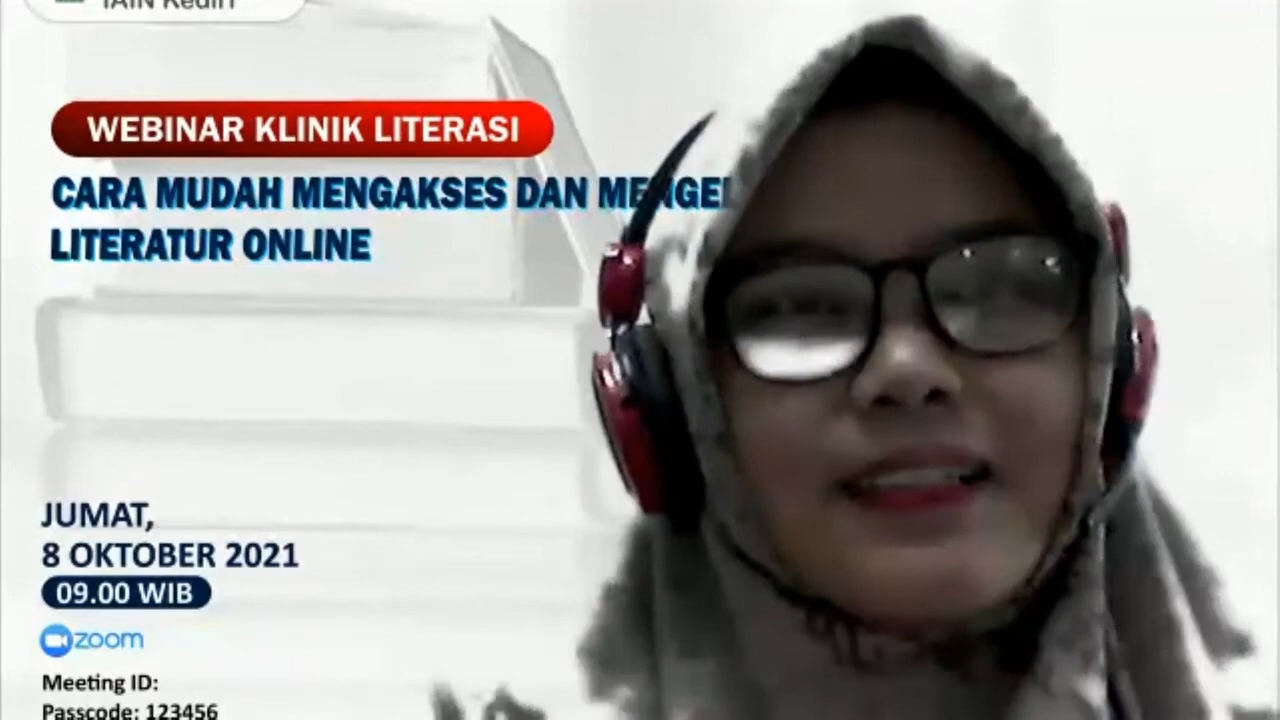 IAIN Kediri
WEBINAR KLINIK LITERASI
CARA MUDAH MENGAKSES DAN
LITERATUR ONLINE
JUMAT,
8 OKTOBER 2021
09.00 WIB
zoom
Meeting ID:
Passcode: 123456